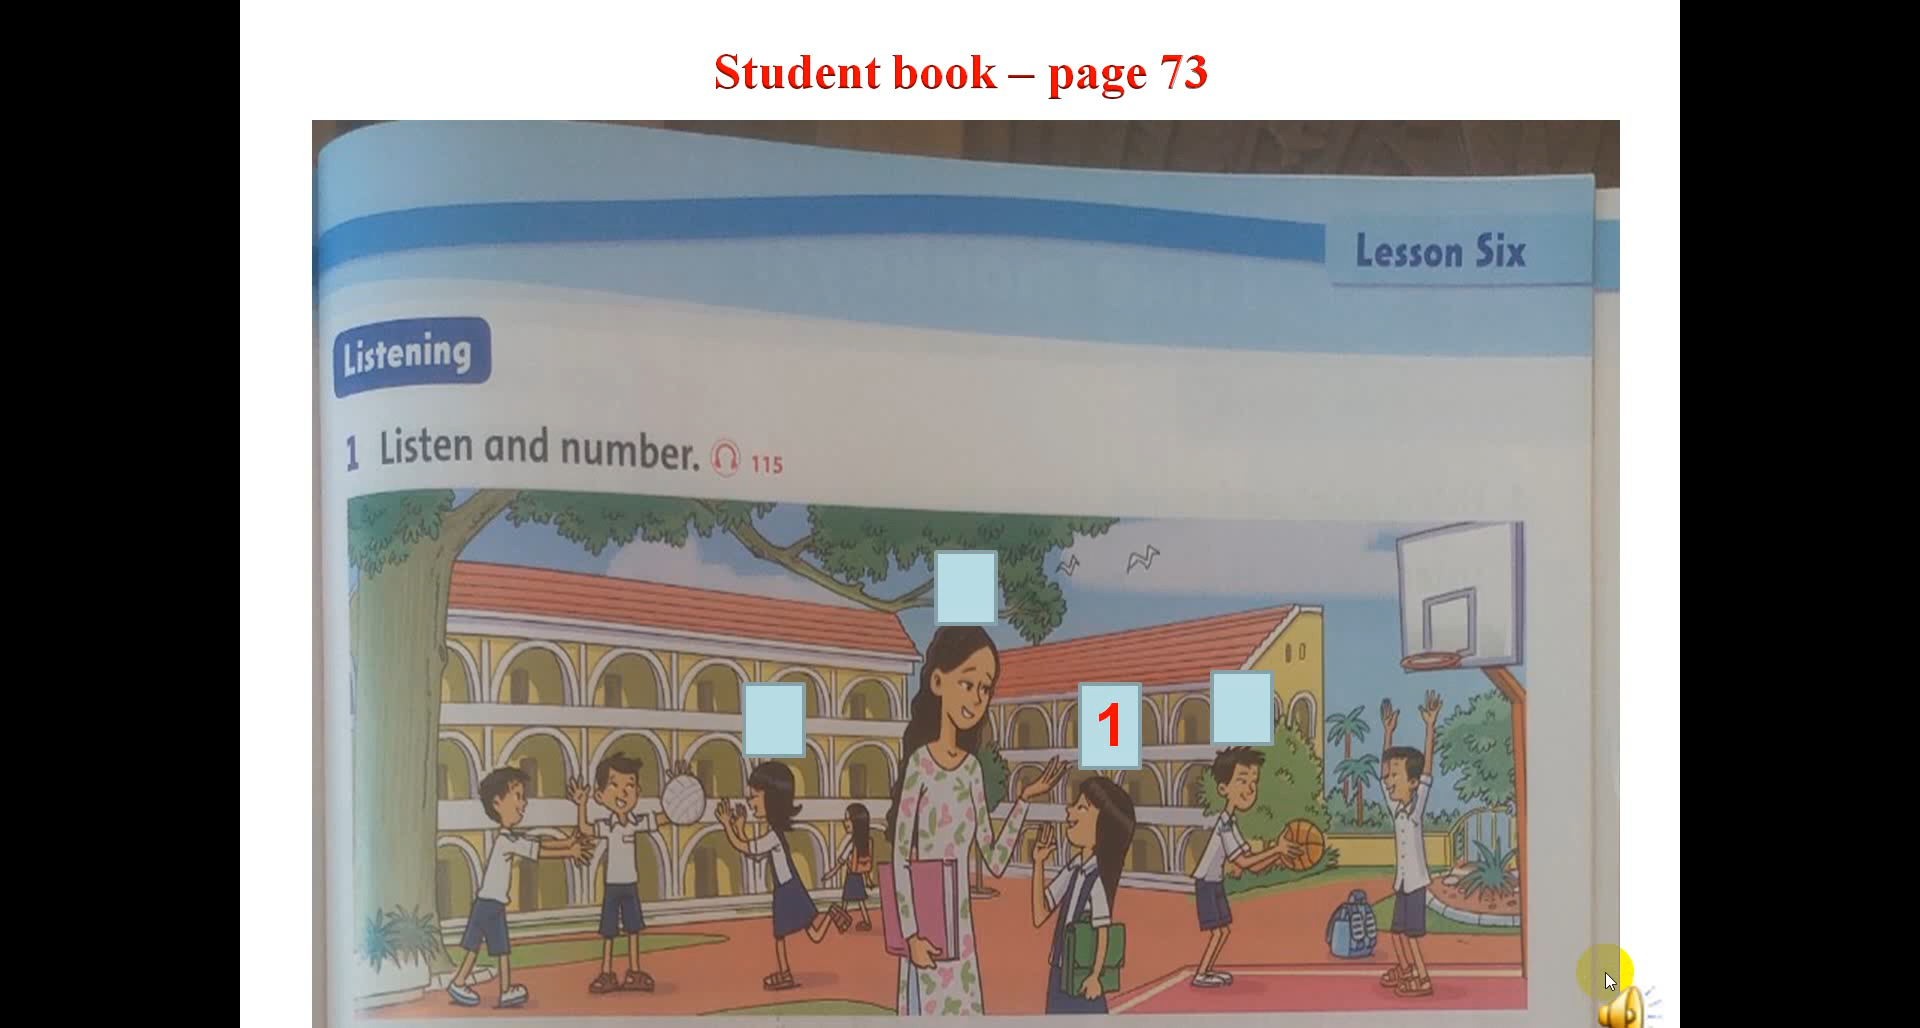 Student book – page 73
Lesson Six
Listening
1 Listen and number. 115
1